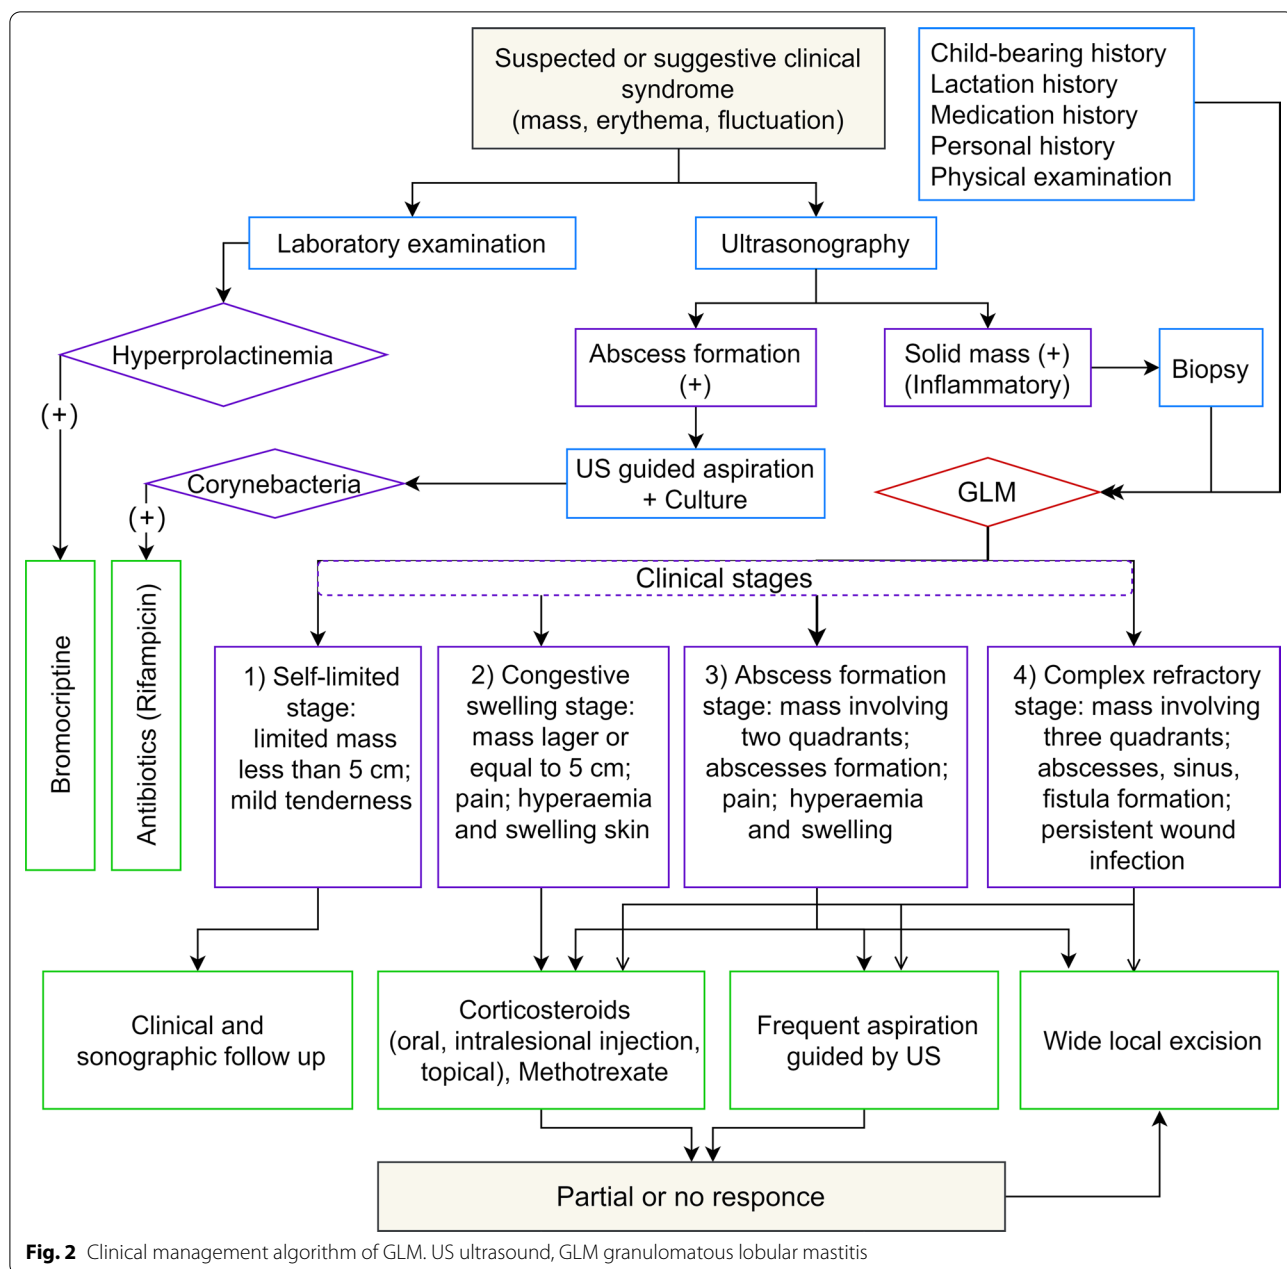 Suspected or suggestive clinical
syndrome
(mass, erythema, fluctuation)
Child-bearing history
Lactation history
Medication history
Personal history
Physical examination
Laboratory examination
Ultrasonography
Hyperprolactinemia
Abscess formation
(+)
Solid mass (+)
(Inflammatory)
Biopsy
(+)
Corynebacteria
US guided aspiration
+ Culture
GLM
(+)
Clinical stages
Bromocriptine
Antibiotics (Rifampicin)
1) Self-limited
stage:
limited mass
less than 5 cm;
mild tenderness
2) Congestive
swelling stage:
mass lager or
equal to 5 cm;
pain; hyperaemia
and swelling skin
3) Abscess formation
stage: mass involving
two quadrants;
abscesses formation;
pain; hyperaemia
and swelling
4) Complex refractory
stage: mass involving
three quadrants;
abscesses, sinus,
fistula formation;
persistent wound
infection
Clinical and
sonographic follow up
Corticosteroids
(oral, intralesional injection,
topical), Methotrexate
Frequent aspiration
guided by US
Wide local excision
Partial or no responce
Fig. 2 Clinical management algorithm of GLM. US ultrasound, GLM granulomatous lobular mastitis